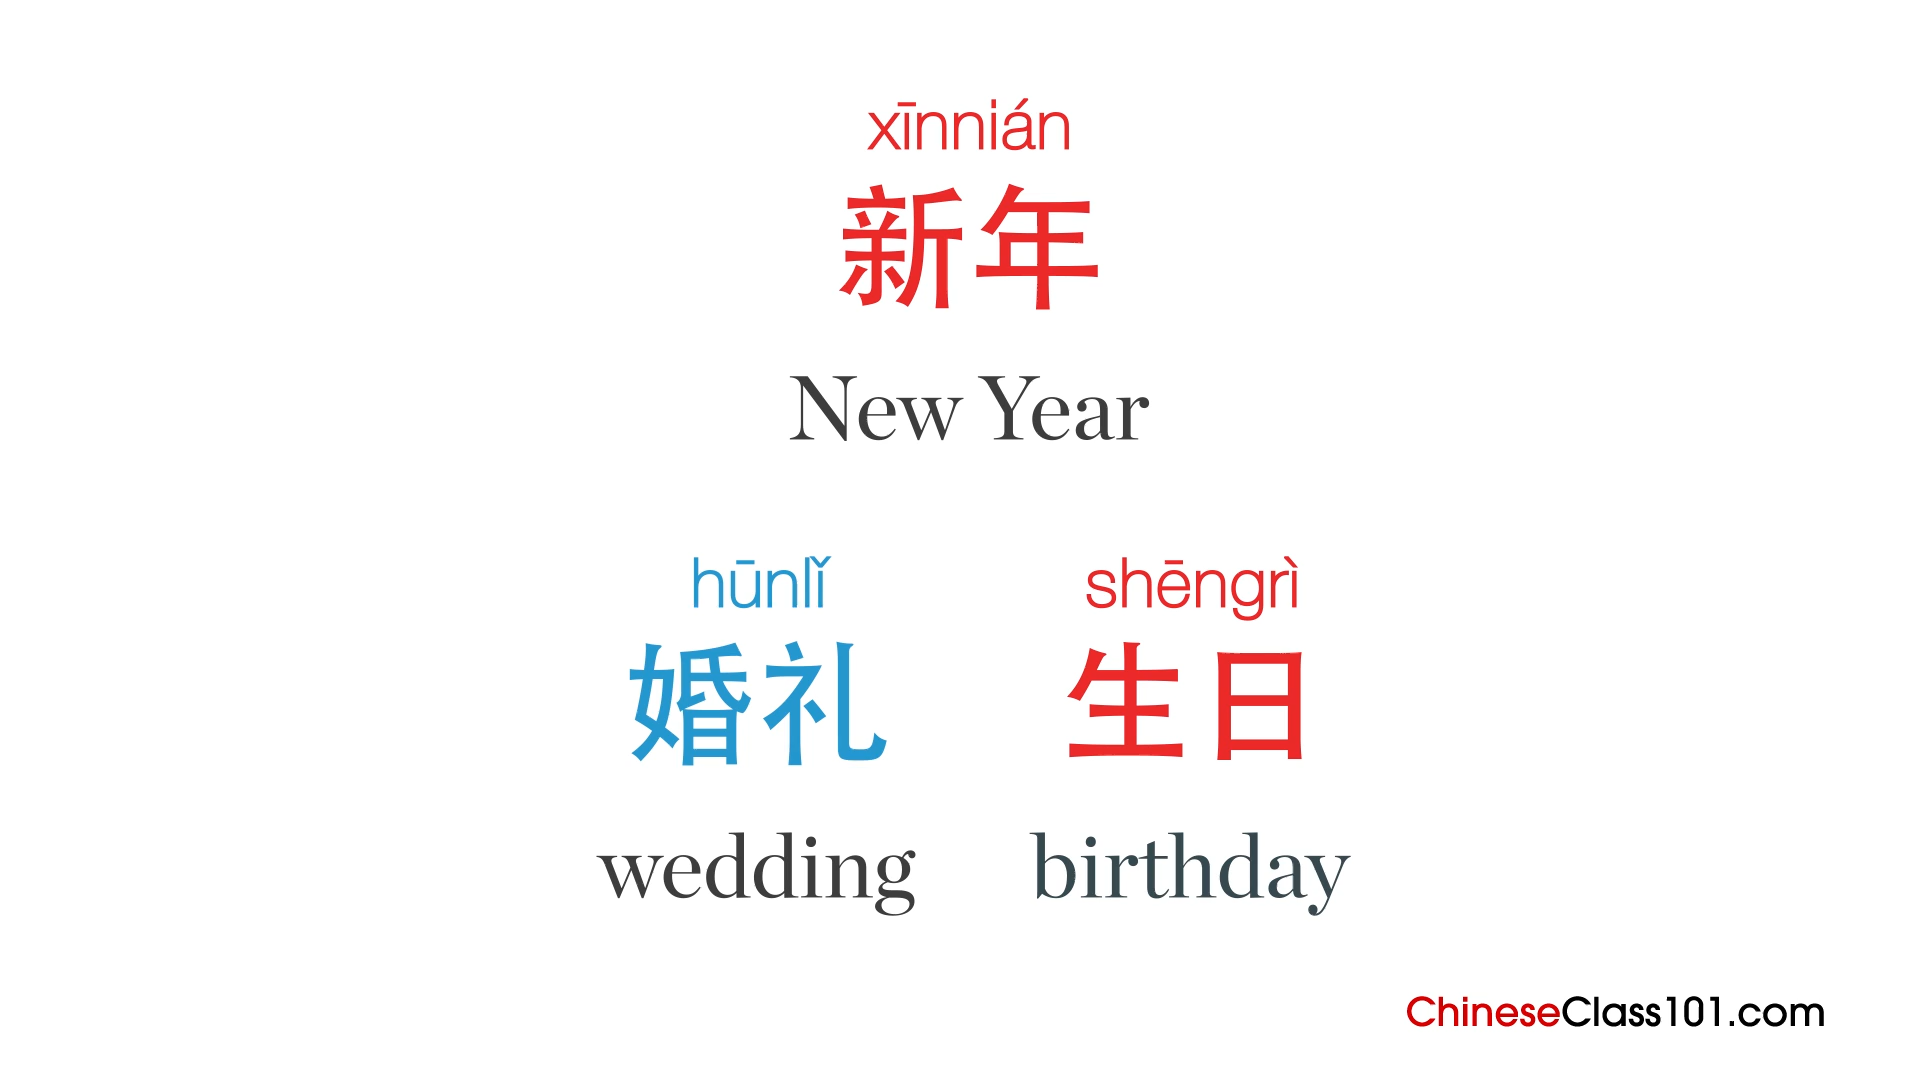 xīnnián
新年
New Year
hūnlǐ
婚礼
wedding
shēngrì
生日
birthday
ChineseClass101.com